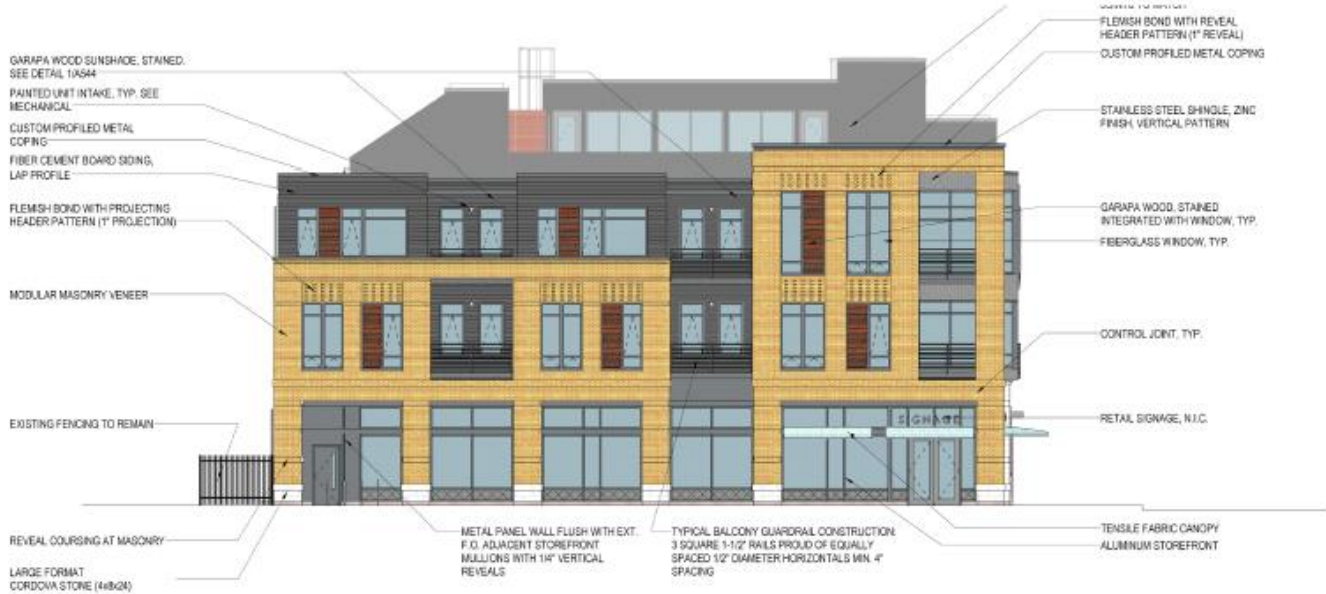 GARAPA WOOD SUNSHADE, STAINED.
SEE DETAIL 1/A544
PAINTED UNIT INTAKE, TYP. SEE
MECHANICAL
CUSTOM PROFILED METAL
COPING
FIBER CEMENT BOARD SIDING,
LAP PROFILE
FLEMISH BOND WITH PROJECTING
HEADER PATTERN (1" PROJECTION)
MODULAR MASONRY VENEER
EXISTING FENCING TO REMAIN
REVEAL COURSING AT MASONRY
LARGE FORMAT
CORDOVA STONE (4x8x24)
METAL PANEL WALL FLUSH WITH EXT.
F.O. ADJACENT STOREFRONT
MULLIONS WITH 1/4" VERTICAL
REVEALS
TYPICAL BALCONY GUARDRAIL CONSTRUCTION:
3 SQUARE 1-1/2" RAILS PROUD OF EQUALLY
SPACED 1/2" DIAMETER HORIZONTALS MIN. 4"
SPACING
FLEMISH BOND WITH REVEAL
HEADER PATTERN (1" REVEAL)
CUSTOM PROFILED METAL COPING
STAINLESS STEEL SHINGLE, ZINC
FINISH, VERTICAL PATTERN
GARAPA WOOD, STAINED
INTEGRATED WITH WINDOW, TYP.
FIBERGLASS WINDOW, TYP.
CONTROL JOINT, TYP.
SIGNAGE
RETAIL SIGNAGE, N.I.C.
TENSILE FABRIC CANOPY
ALUMINUM STOREFRONT